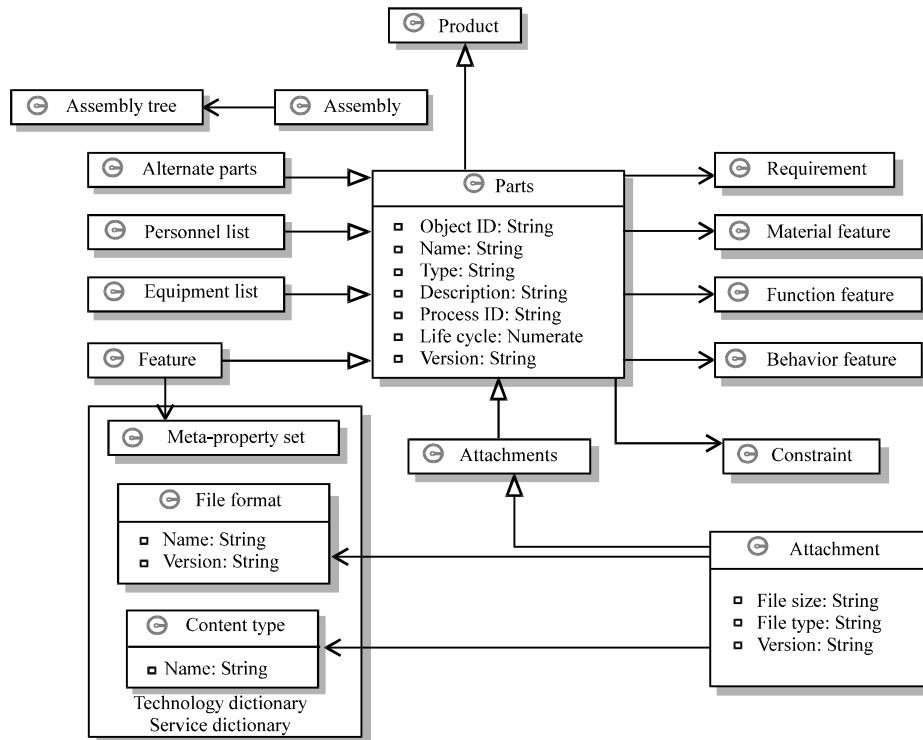 Product
Assembly tree
Assembly
Alternate parts
Personnel list
Equipment list
Feature
Parts
Object ID: String
Name: String
Type: String
Description: String
Process ID: String
Life cycle: Numerate
Version: String
Requirement
Material feature
Function feature
Behavior feature
Constraint
Attachments
Meta-property set
File format
Name: String
Version: String
Content type
Name: String
Technology dictionary
Service dictionary
Attachment
File size: String
File type: String
Version: String